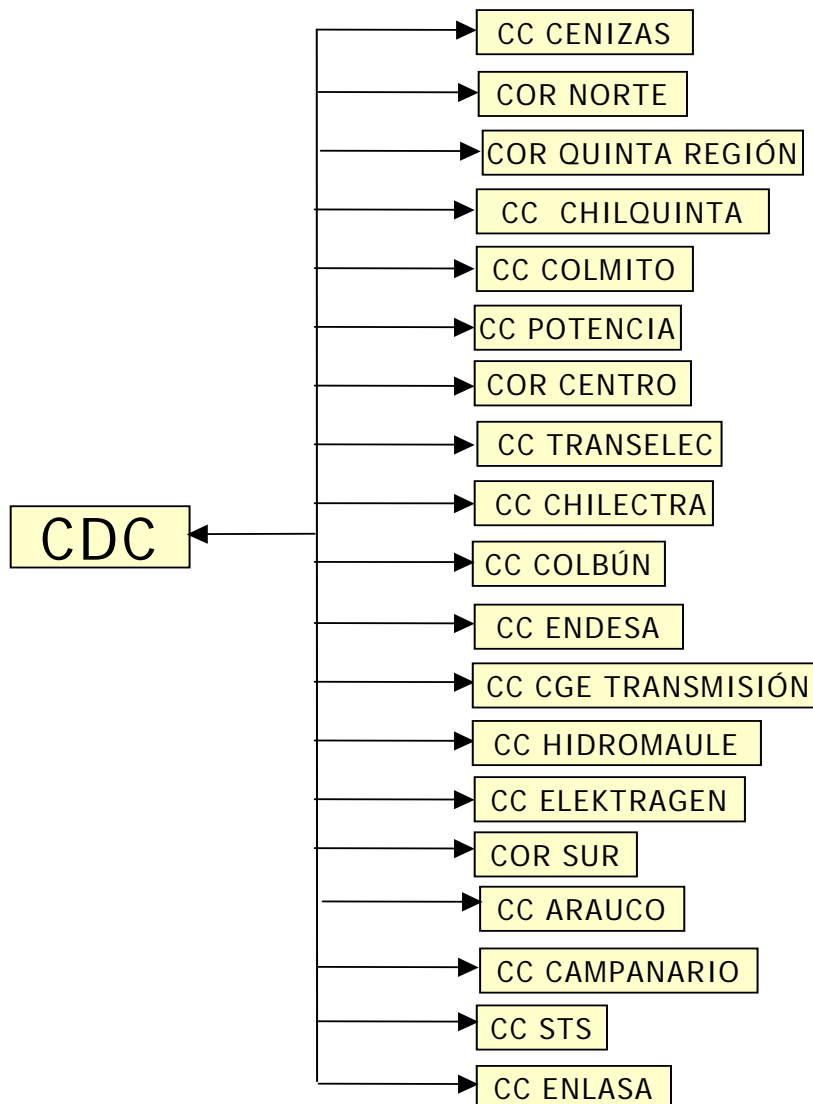 CC CENIZAS
COR NORTE
COR QUINTA REGIÓN
CC CHILQUINTA
CC COLMITO
CC POTENCIA
COR CENTRO
CC TRANSELEC
CC CHILECTRA
CDC
CC COLBÚN
CC ENDESA
CC CGE TRANSMISIÓN
CC HIDROMAULE
CC ELEKTRAGEN
COR SUR
CC ARAUCO
CC CAMPANARIO
CC STS
CC ENLASA